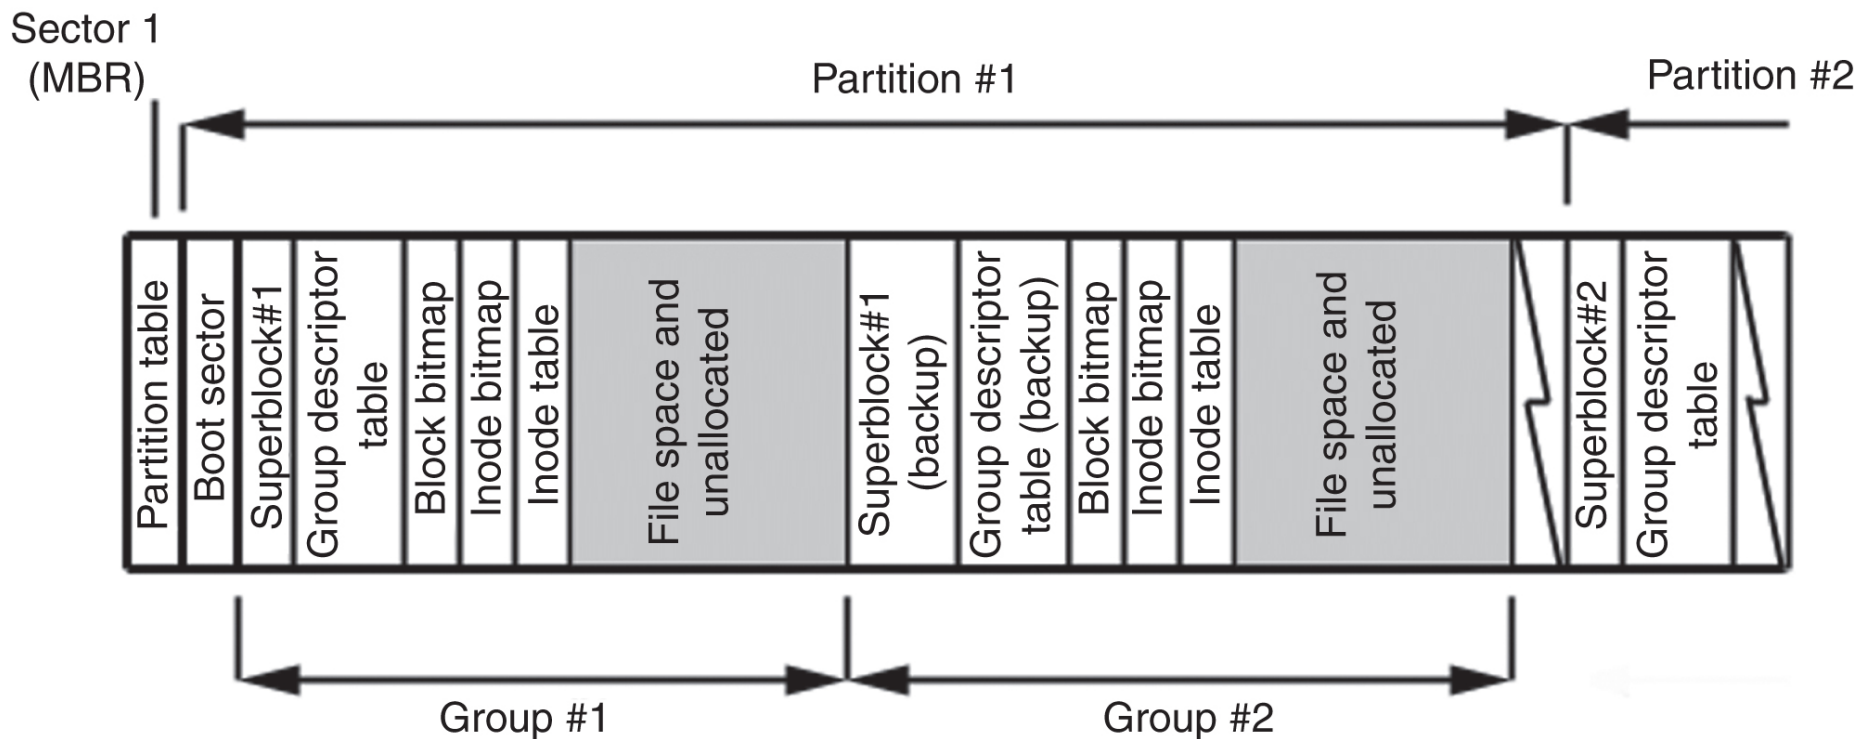 Sector 1
(MBR)
Partition #1
Partition #2
Partition table
Boot sector
Superblock#1
Group descriptor
table
Block bitmap
Inode bitmap
Inode table
File space and
unallocated
Superblock#1
(backup)
Group descriptor
table (backup)
Block bitmap
Inode bitmap
Inode table
File space and
unallocated
Superblock#2
Group descriptor
table
Group #1
Group #2